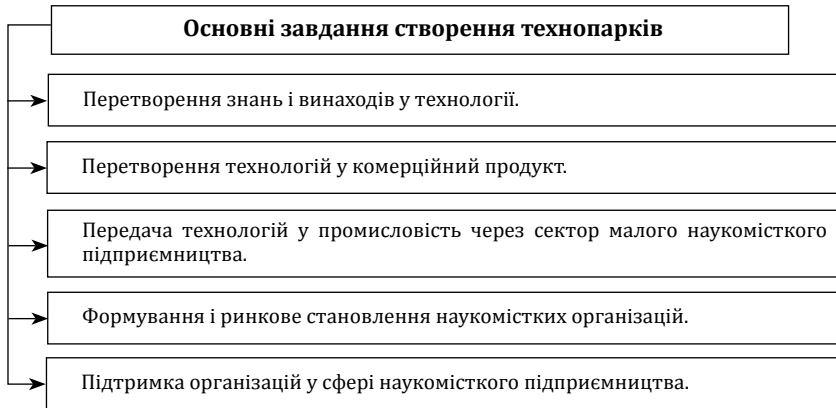 Основні завдання створення технопарків
Перетворення знань і винаходів у технології.
Перетворення технологій у комерційний продукт.
Передача технологій у промисловість через сектор малого наукомісткого
підприємництва.
Формування і ринкове становлення наукомістких організацій.
Підтримка організацій у сфері наукомісткого підприємництва.